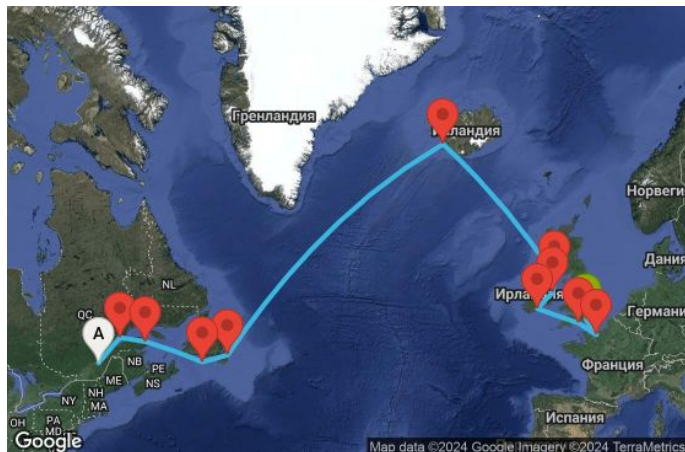 Гренландия
Исландия
Норвегия
NL
Дания
QC
A
Ирландия
Германия
NB
PE
ME
NS
Франция
NH
NY
MA
OH
PA
MD
Испания
Google
Map data ©2024 Google Imagery ©2024 TerraMetrics